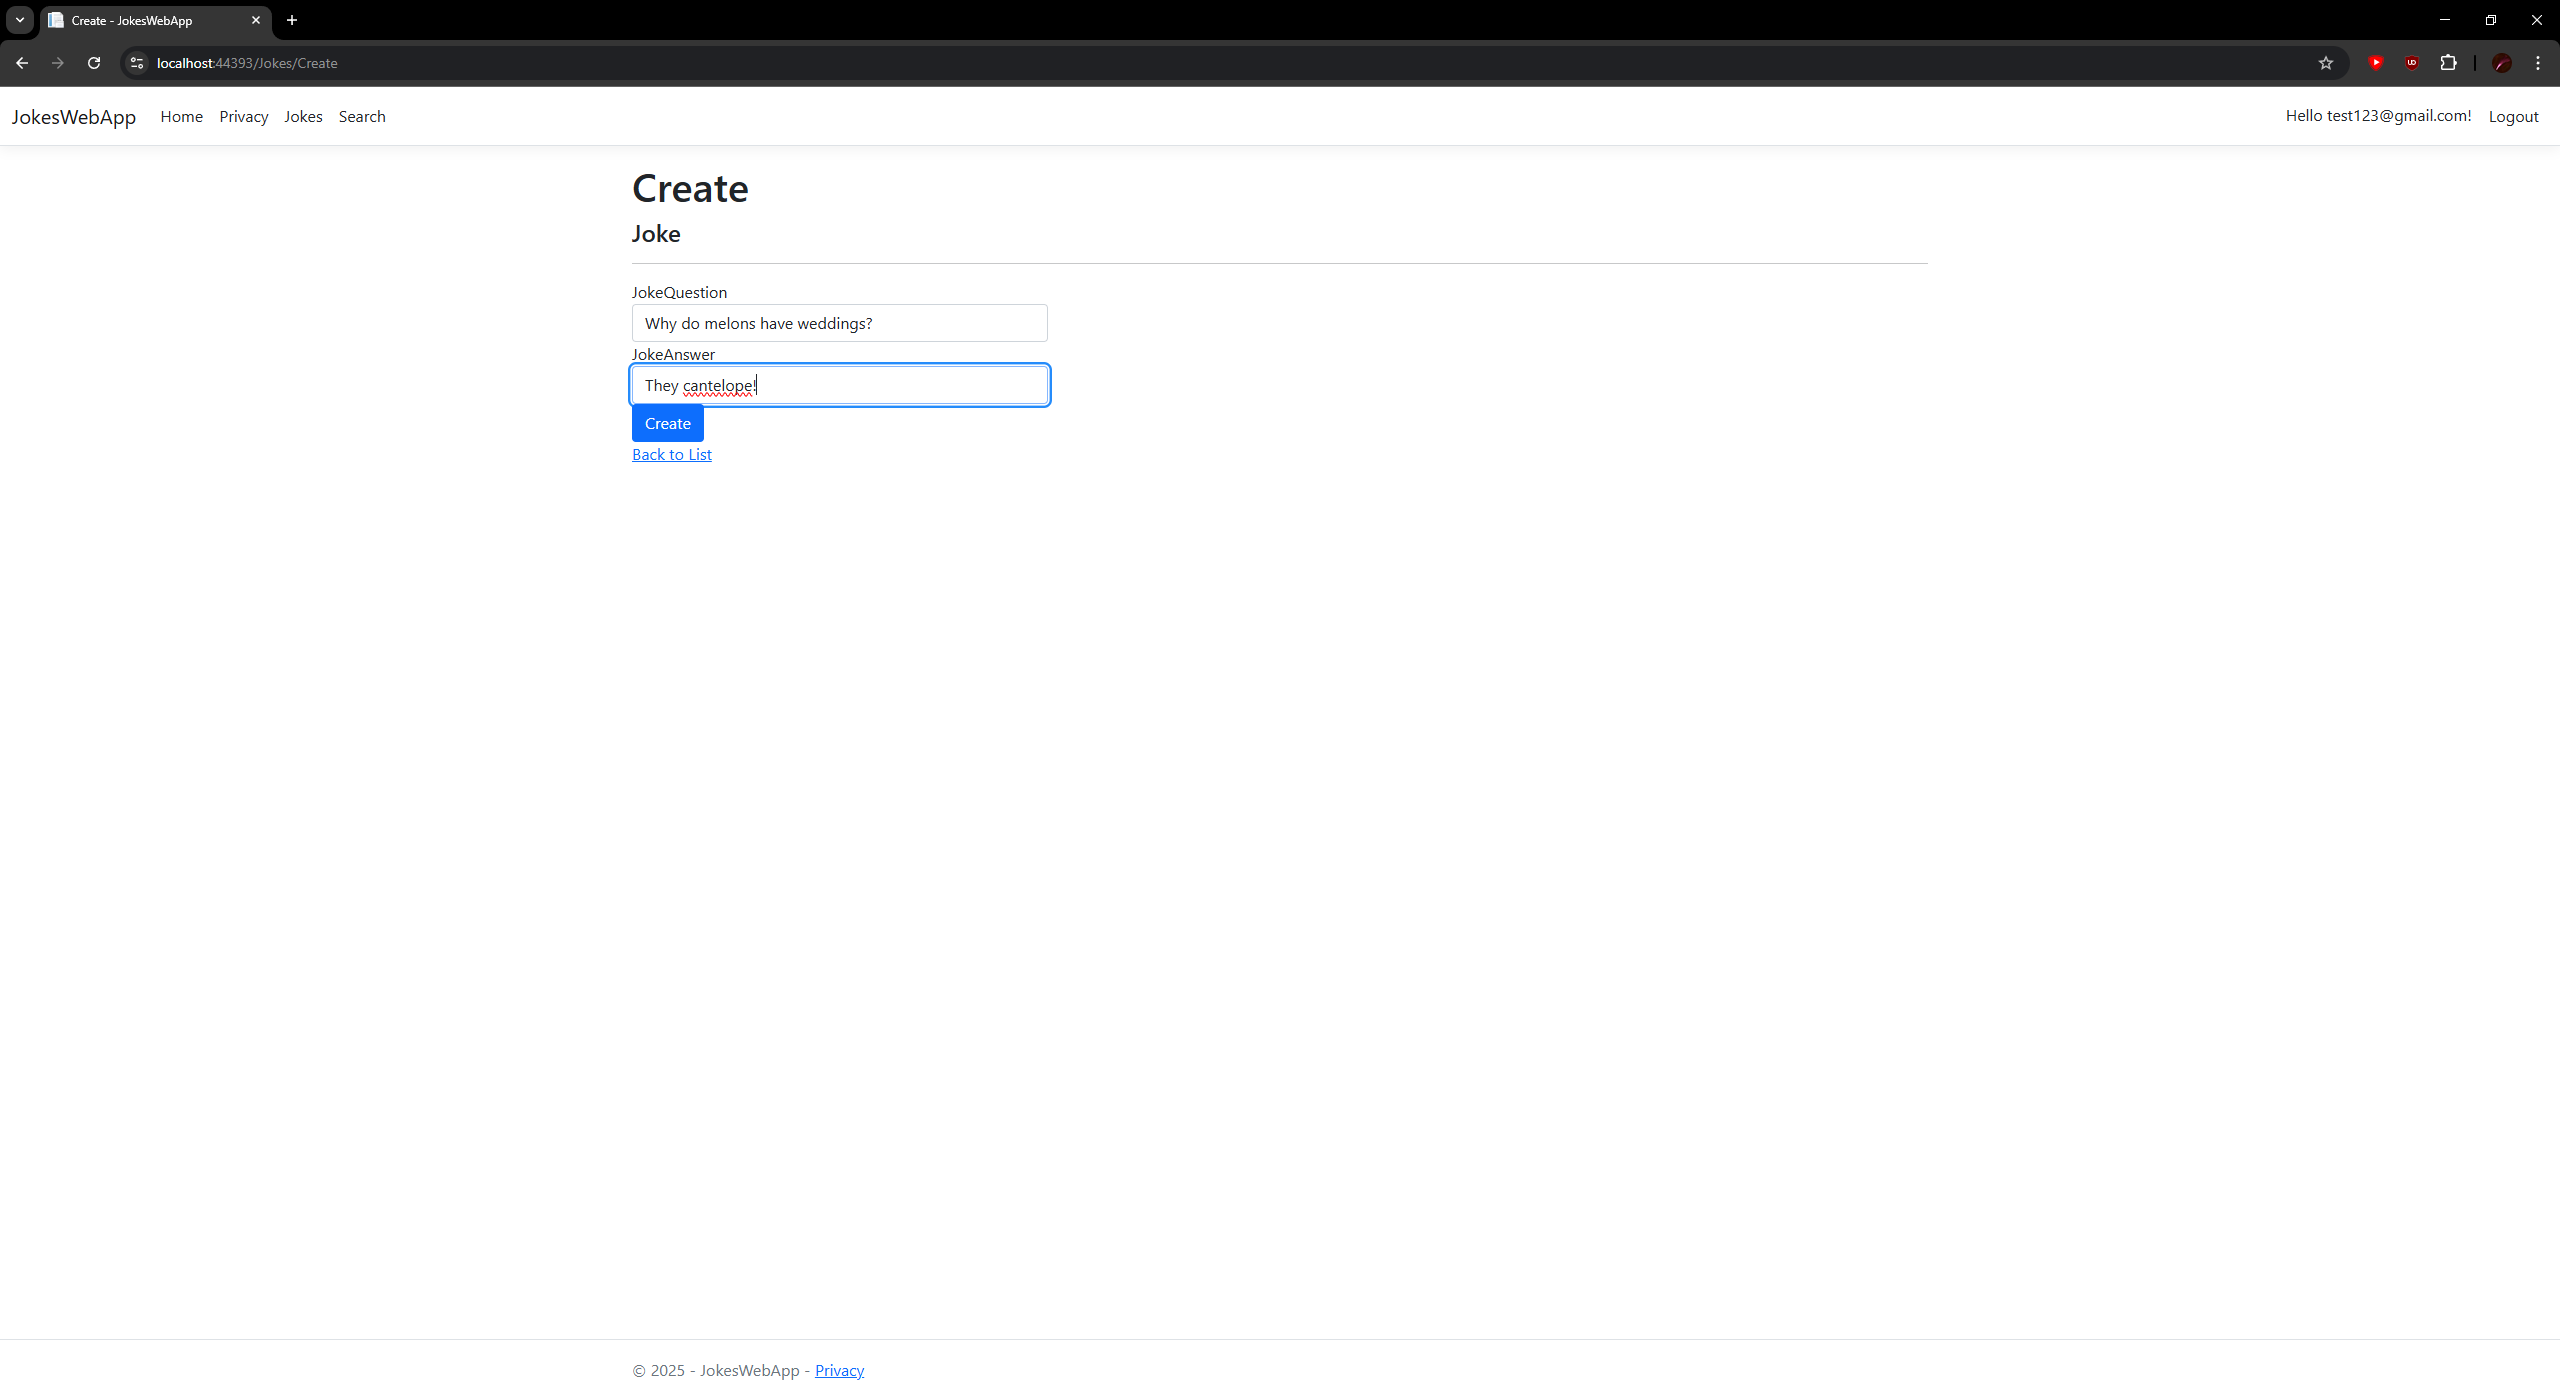 Create - JokesWebApp
localhost:44393/Jokes/Create
JokesWebApp Home Privacy Jokes Search Hello test123@gmail.com! Logout
Create
Joke
JokeQuestion
Why do melons have weddings?
JokeAnswer
They cantelope!
Create
Back to List
© 2025 - JokesWebApp - Privacy